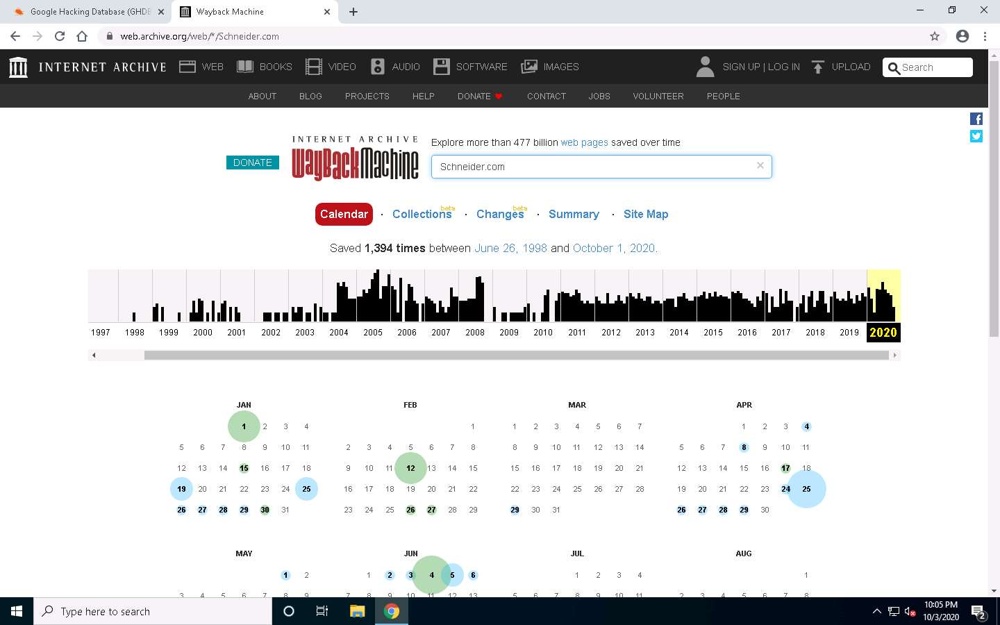 Google Hacking Database (GHDB
Wayback Machine
web.archive.org/web/*/Schneider.com
INTERNET ARCHIVE WEB BOOKS VIDEO AUDIO SOFTWARE IMAGES SIGN UP | LOG IN UPLOAD Search
ABOUT BLOG PROJECTS HELP DONATE CONTACT JOBS VOLUNTEER PEOPLE
INTERNET ARCHIVE
WayBackMachine
DONATE
Explore more than 477 billion web pages saved over time
Schneider.com
Calendar · Collections beta · Changes beta · Summary · Site Map
Saved 1,394 times between June 26, 1998 and October 1, 2020.
1997 1998 1999 2000 2001 2002 2003 2004 2005 2006 2007 2008 2009 2010 2011 2012 2013 2014 2015 2016 2017 2018 2019 2020
JAN FEB MAR APR
1 2 3 4 1 1 2 3 4 5 6 7 1 2 3 4
5 6 7 8 9 10 11 2 3 4 5 6 7 8 8 9 10 11 12 13 14 5 6 7 8 9 10 11
12 13 14 15 16 17 18 9 10 11 12 13 14 15 15 16 17 18 19 20 21 12 13 14 15 16 17 18
19 20 21 22 23 24 25 16 17 18 19 20 21 22 22 23 24 25 26 27 28 19 20 21 22 23 24 25
26 27 28 29 30 31 23 24 25 26 27 28 29 29 30 31 26 27 28 29 30
MAY JUN JUL AUG
1 2 1 2 3 4 5 6 1 2 3 4 1
3 4 5 6 7 8 9 7 8 9 10 11 12 13 5 6 7 8 9 10 11 2 3 4 5 6 7 8
Type here to search
10:05 PM
10/3/2020
2